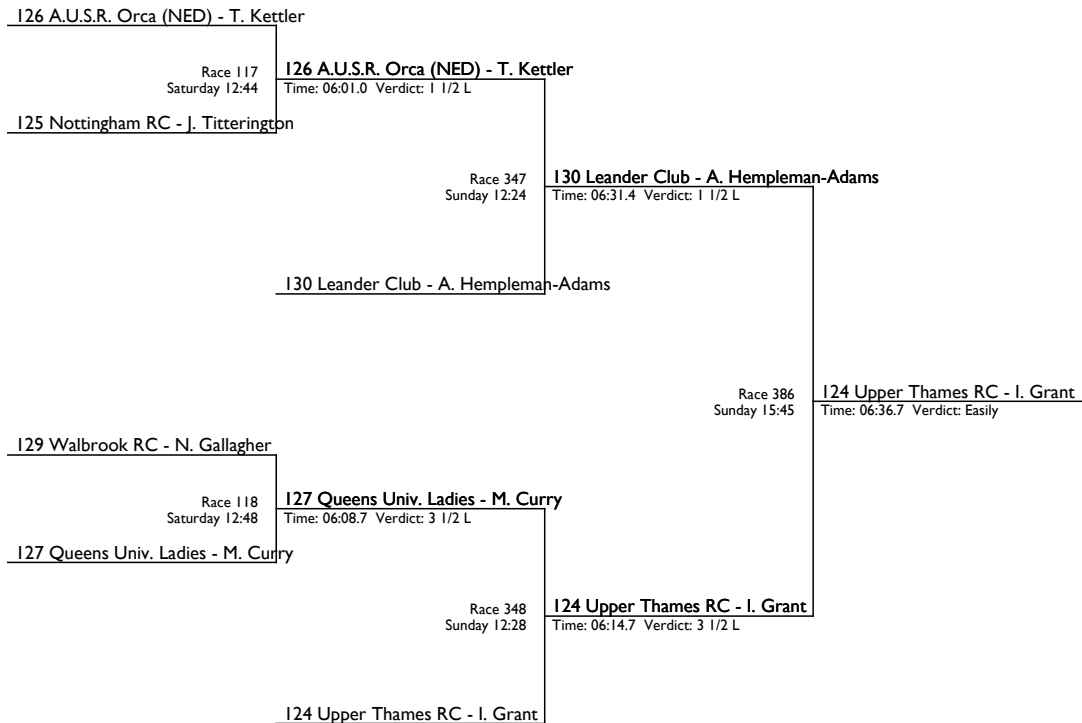 126 A.U.S.R. Orca (NED) - T. Kettler
Race 117
Saturday 12:44
126 A.U.S.R. Orca (NED) - T. Kettler
Time: 06:01.0 Verdict: 1 1/2 L
125 Nottingham RC - J. Titterington
Race 347
Sunday 12:24
130 Leander Club - A. Hempleman-Adams
Time: 06:31.4 Verdict: 1 1/2 L
130 Leander Club - A. Hempleman-Adams
Race 386
Sunday 15:45
124 Upper Thames RC - I. Grant
Time: 06:36.7 Verdict: Easily
129 Walbrook RC - N. Gallagher
Race 118
Saturday 12:48
127 Queens Univ. Ladies - M. Curry
Time: 06:08.7 Verdict: 3 1/2 L
127 Queens Univ. Ladies - M. Curry
Race 348
Sunday 12:28
124 Upper Thames RC - I. Grant
Time: 06:14.7 Verdict: 3 1/2 L
124 Upper Thames RC - I. Grant